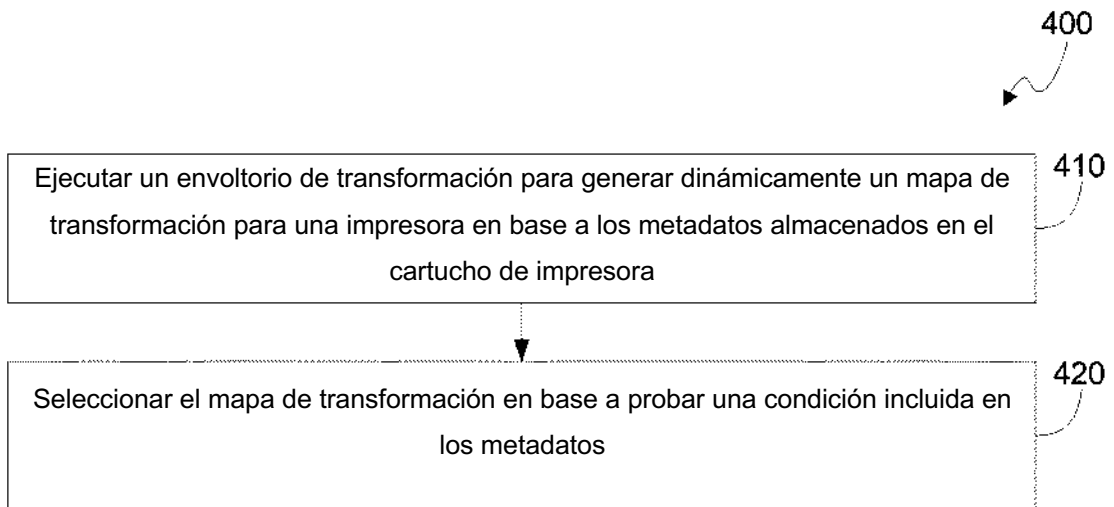 400
Ejecutar un envoltorio de transformación para generar dinámicamente un mapa de
transformación para una impresora en base a los metadatos almacenados en el
cartucho de impresora
410
Seleccionar el mapa de transformación en base a probar una condición incluida en
los metadatos
420